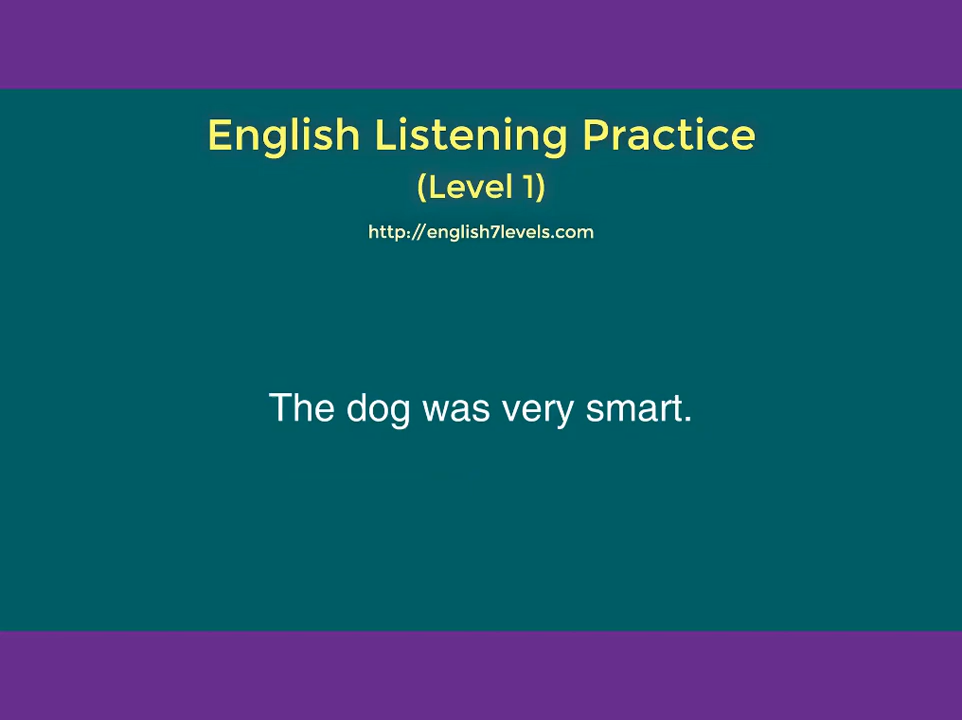 English Listening Practice
(Level 1)
http://english7levels.com
The dog was very smart.